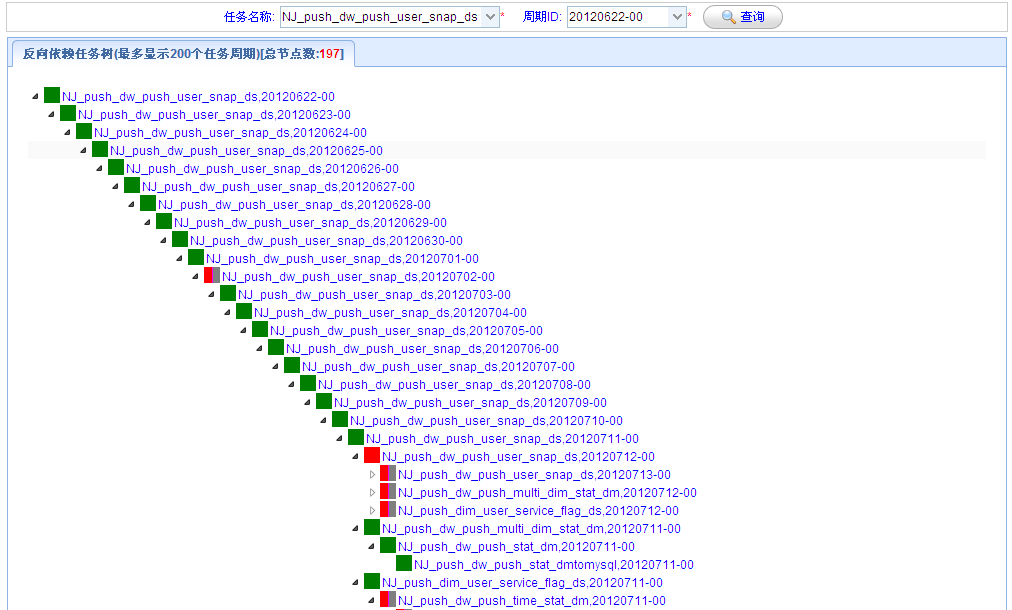 任务名称: NJ_push_dw_push_user_snap_ds * 周期ID: 20120622-00 * 查询
反向依赖任务树(最多显示200个任务周期)[总节点数:197]
NJ_push_dw_push_user_snap_ds,20120622-00
NJ_push_dw_push_user_snap_ds,20120623-00
NJ_push_dw_push_user_snap_ds,20120624-00
NJ_push_dw_push_user_snap_ds,20120625-00
NJ_push_dw_push_user_snap_ds,20120626-00
NJ_push_dw_push_user_snap_ds,20120627-00
NJ_push_dw_push_user_snap_ds,20120628-00
NJ_push_dw_push_user_snap_ds,20120629-00
NJ_push_dw_push_user_snap_ds,20120630-00
NJ_push_dw_push_user_snap_ds,20120701-00
NJ_push_dw_push_user_snap_ds,20120702-00
NJ_push_dw_push_user_snap_ds,20120703-00
NJ_push_dw_push_user_snap_ds,20120704-00
NJ_push_dw_push_user_snap_ds,20120705-00
NJ_push_dw_push_user_snap_ds,20120706-00
NJ_push_dw_push_user_snap_ds,20120707-00
NJ_push_dw_push_user_snap_ds,20120708-00
NJ_push_dw_push_user_snap_ds,20120709-00
NJ_push_dw_push_user_snap_ds,20120710-00
NJ_push_dw_push_user_snap_ds,20120711-00
NJ_push_dw_push_user_snap_ds,20120712-00
NJ_push_dw_push_user_snap_ds,20120713-00
NJ_push_dw_push_multi_dim_stat_dm,20120712-00
NJ_push_dim_user_service_flag_ds,20120712-00
NJ_push_dw_push_multi_dim_stat_dm,20120711-00
NJ_push_dw_push_stat_dm,20120711-00
NJ_push_dw_push_stat_dmtomysql,20120711-00
NJ_push_dim_user_service_flag_ds,20120711-00
NJ_push_dw_push_time_stat_dm,20120711-00